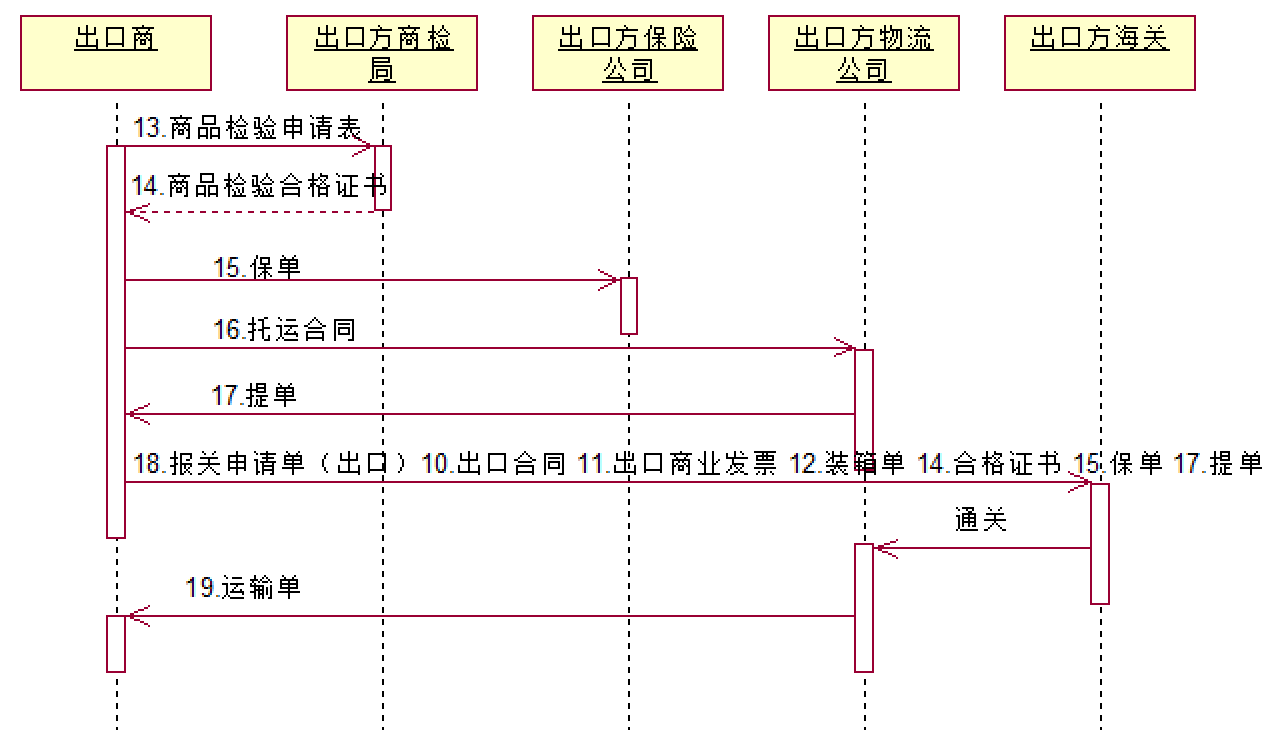 出口商
出口方商检
局
出口方保险
公司
出口方物流
公司
出口方海关
13.商品检验申请表
14.商品检验合格证书
15.保单
16.托运合同
17.提单
18.报关申请单（出口）10.出口合同 11.出口商业发票 12.装箱单 14.合格证书 15.保单 17.提单
通关
19.运输单